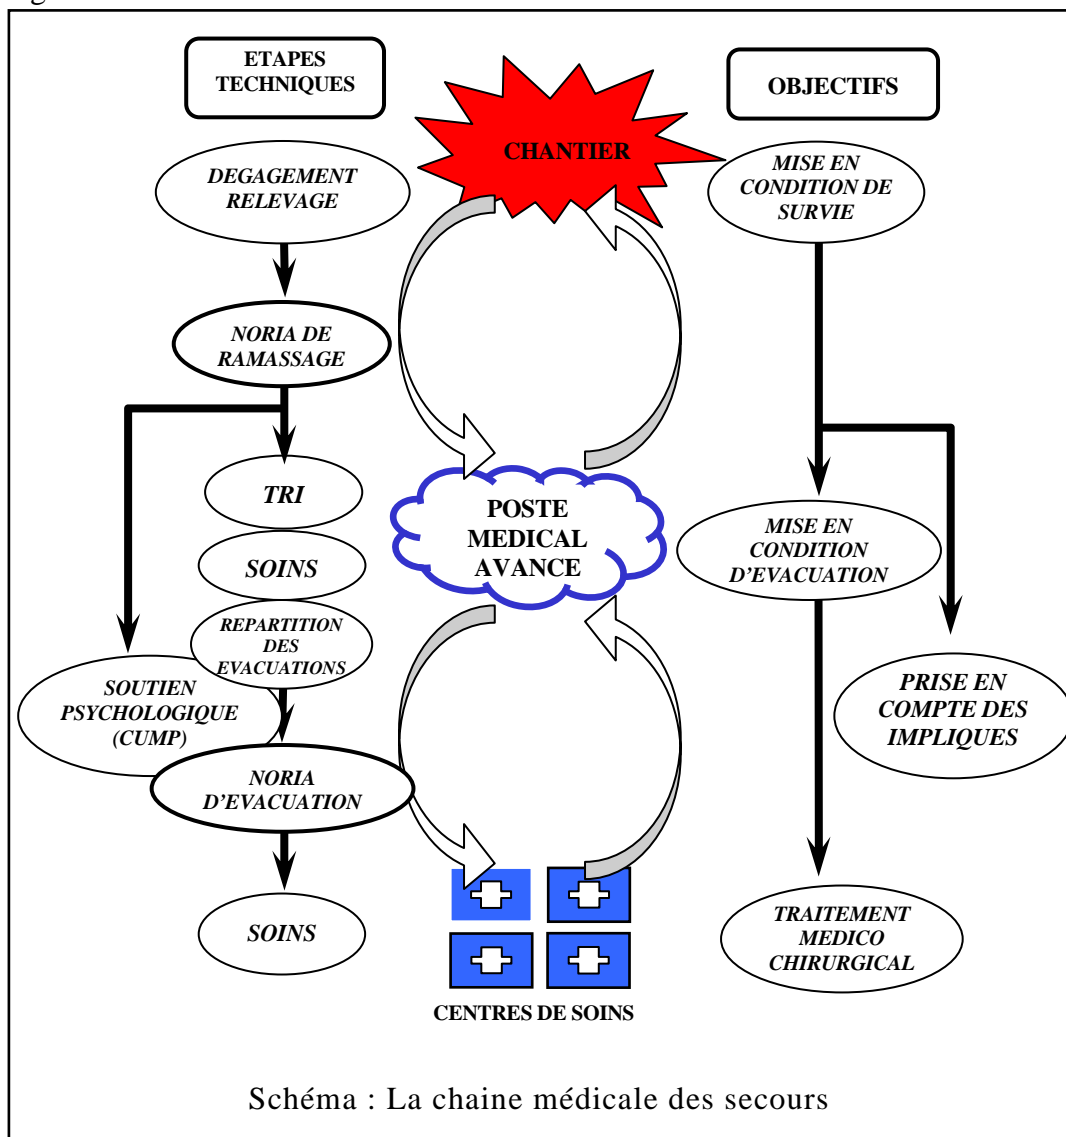 ETAPES
TECHNIQUES
DEGAGEMENT
RELEVAGE
NORIA DE
RAMASSAGE
TRI
SOINS
REPARTITION
DES
EVACUATIONS
SOUTIEN
PSYCHOLOGIQUE
(CUMP)
NORIA
D'EVACUATION
SOINS
CHANTIER
POSTE
MEDICAL
AVANCE
CENTRES DE SOINS
OBJECTIFS
MISE EN
CONDITION DE
SURVIE
MISE EN
CONDITION
D'EVACUATION
PRISE EN
COMPTE DES
IMPLIQUES
TRAITEMENT
MEDICO
CHIRURGICAL
Schéma : La chaine médicale des secours